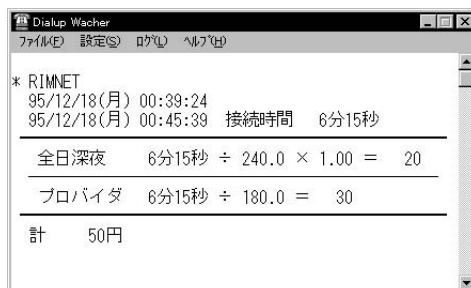 Dialup Wacher
ファイル(F) 設定(S) ログ(L) ヘルプ(H)
* RIMNET
95/12/18(月) 00:39:24
95/12/18(月) 00:45:39 接続時間 6分15秒
全日深夜 6分15秒 ÷ 240.0 × 1.00 = 20
プロバイダ 6分15秒 ÷ 180.0 = 30
計 50円